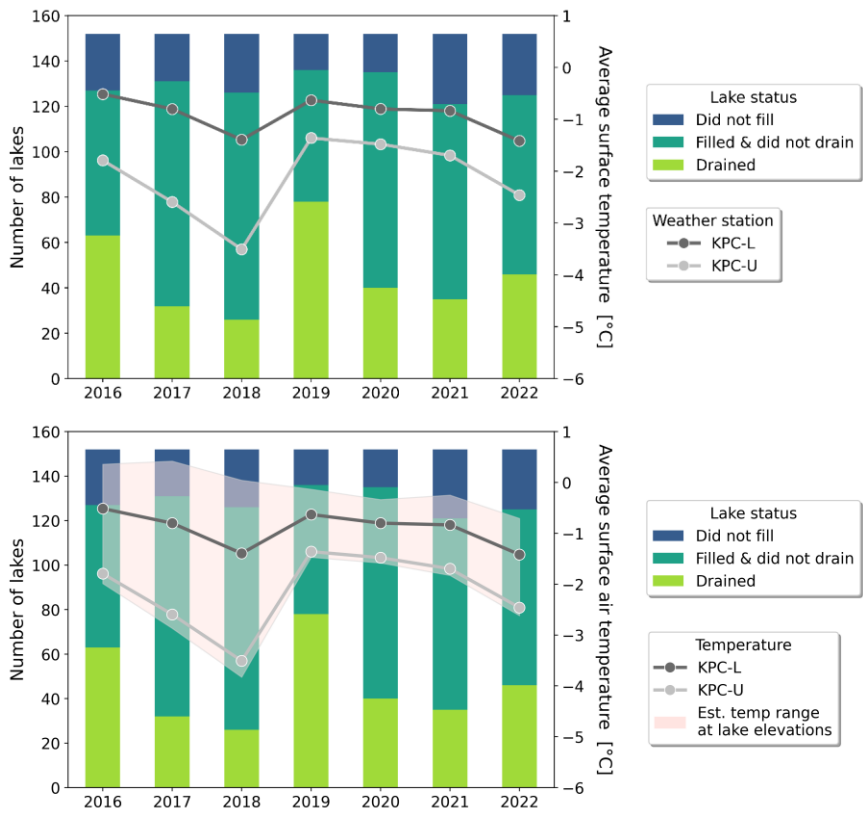 160
140
120
100
80
60
40
20
0
Number of lakes
2016 2017 2018 2019 2020 2021 2022
1
0
−1
−2
−3
−4
−5
−6
Average surface temperature [°C]
Lake status
Did not fill
Filled & did not drain
Drained
Weather station
KPC-L
KPC-U
160
140
120
100
80
60
40
20
0
Number of lakes
2016 2017 2018 2019 2020 2021 2022
1
0
−1
−2
−3
−4
−5
−6
Average surface air temperature [°C]
Lake status
Did not fill
Filled & did not drain
Drained
Temperature
KPC-L
KPC-U
Est. temp range
at lake elevations